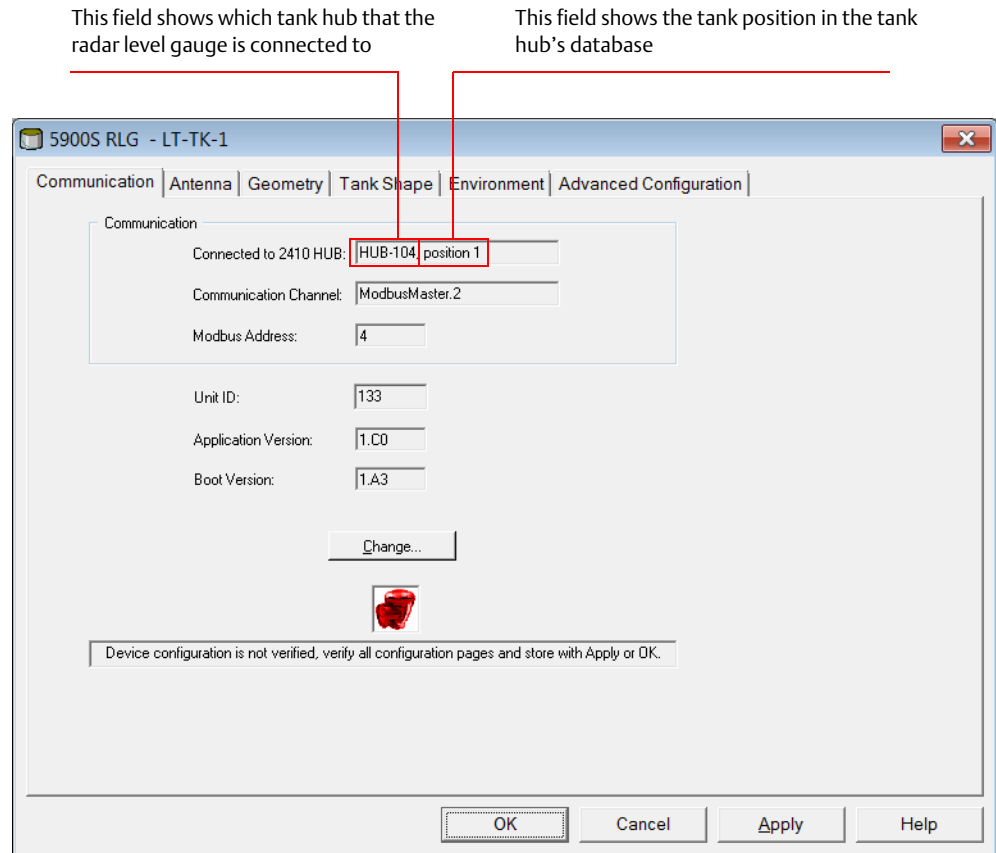 This field shows which tank hub that the
radar level gauge is connected to
This field shows the tank position in the tank
hub's database
5900S RLG - LT-TK-1
Communication Antenna Geometry Tank Shape Environment Advanced Configuration
Communication
Connected to 2410 HUB: HUB-104, position 1
Communication Channel: ModbusMaster.2
Modbus Address: 4
Unit ID: 133
Application Version: 1.C0
Boot Version: 1.A3
Change...
Device configuration is not verified, verify all configuration pages and store with Apply or OK.
OK Cancel Apply Help